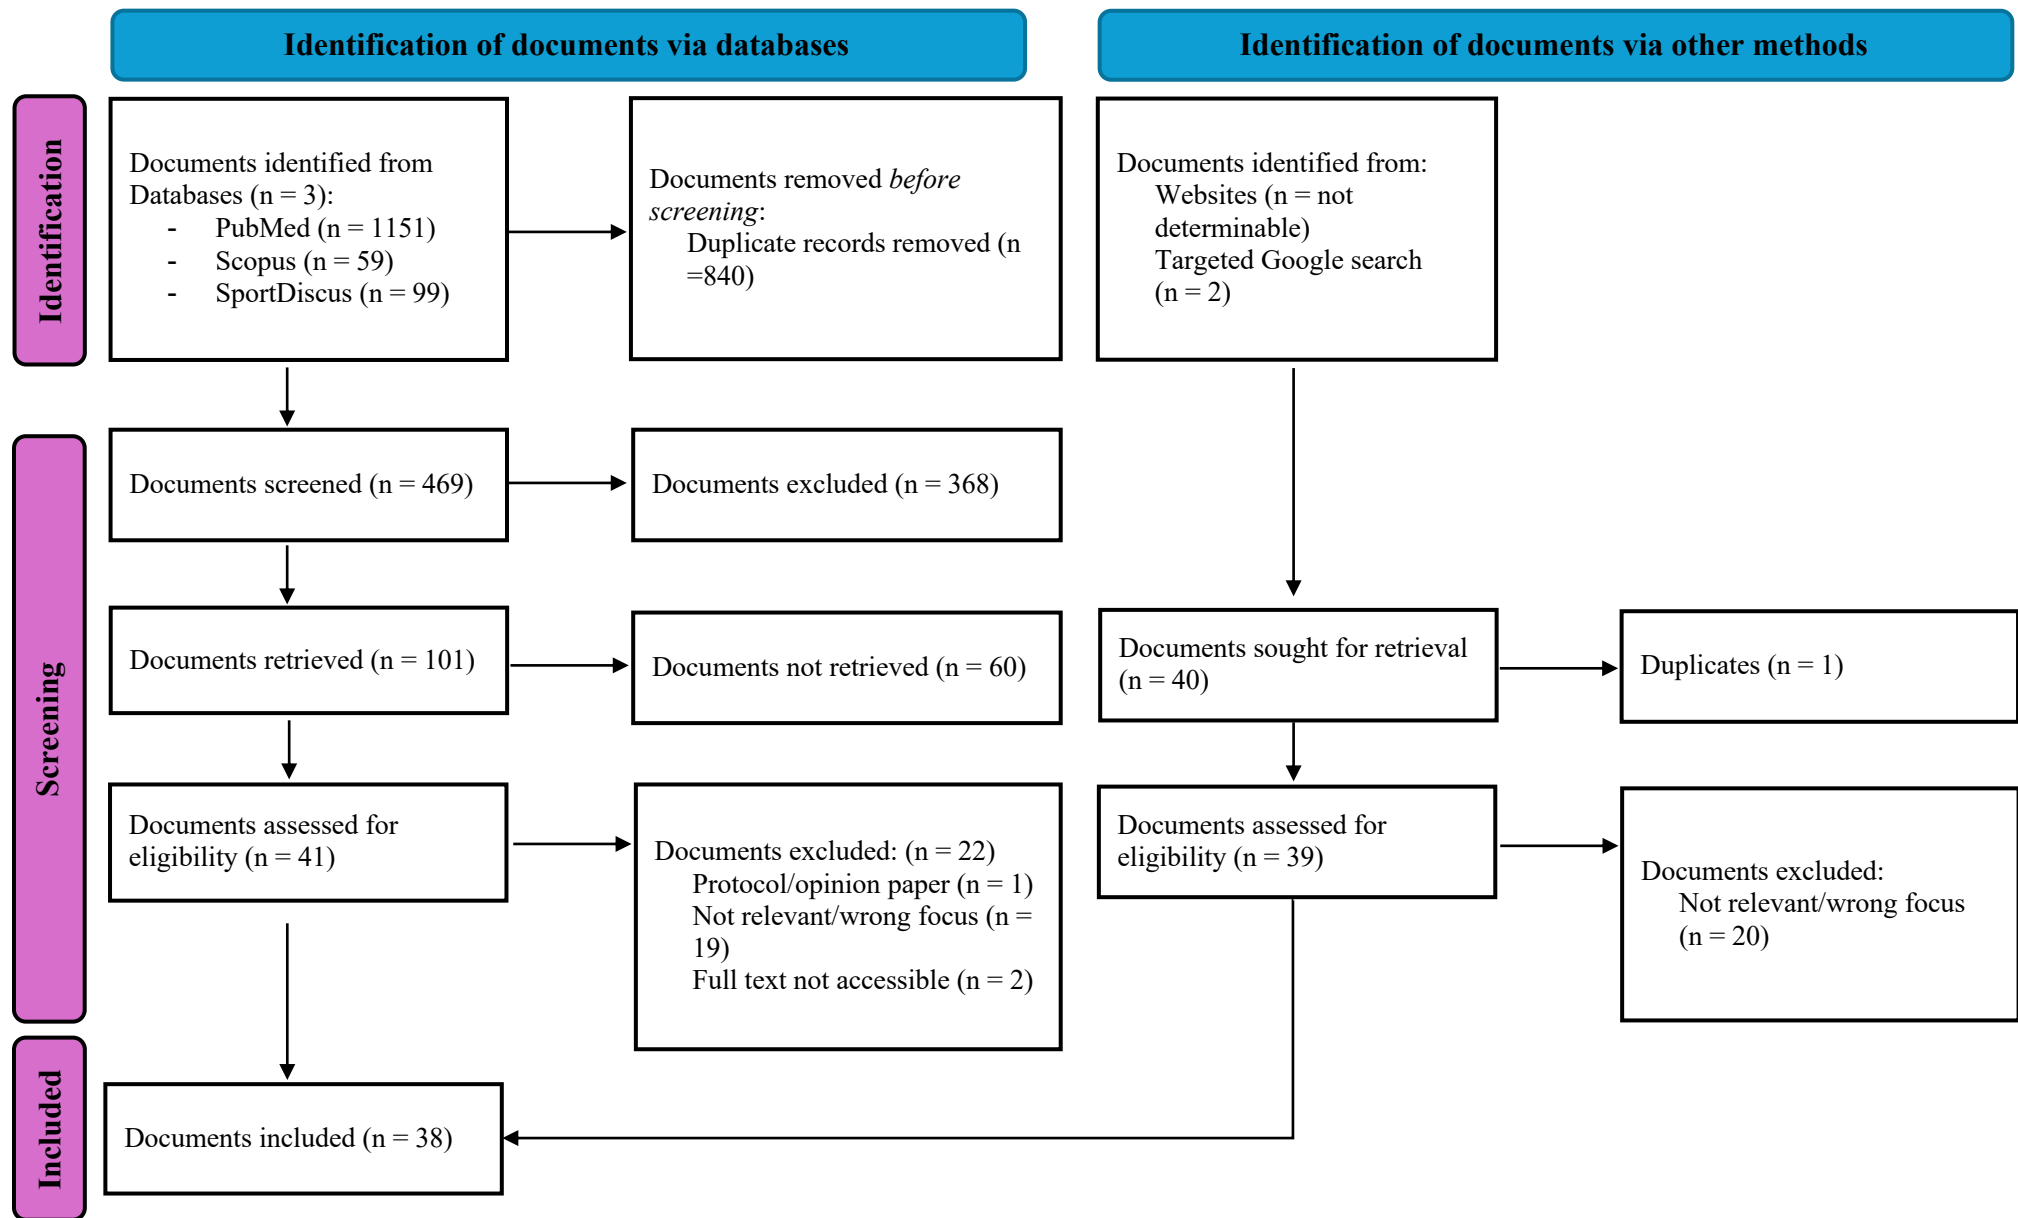 Identification of documents via databases
Identification of documents via other methods
Identification
Documents identified from
Databases (n = 3):
- PubMed (n = 1151)
- Scopus (n = 59)
- SportDiscus (n = 99)
Documents removed before
screening:
Duplicate records removed (n
=840)
Documents identified from:
Websites (n = not
determinable)
Targeted Google search
(n = 2)
Screening
Documents screened (n = 469)
Documents excluded (n = 368)
Documents retrieved (n = 101)
Documents not retrieved (n = 60)
Documents sought for retrieval
(n = 40)
Duplicates (n = 1)
Documents assessed for
eligibility (n = 41)
Documents excluded: (n = 22)
Protocol/opinion paper (n = 1)
Not relevant/wrong focus (n =
19)
Full text not accessible (n = 2)
Documents assessed for
eligibility (n = 39)
Documents excluded:
Not relevant/wrong focus
(n = 20)
Included
Documents included (n = 38)